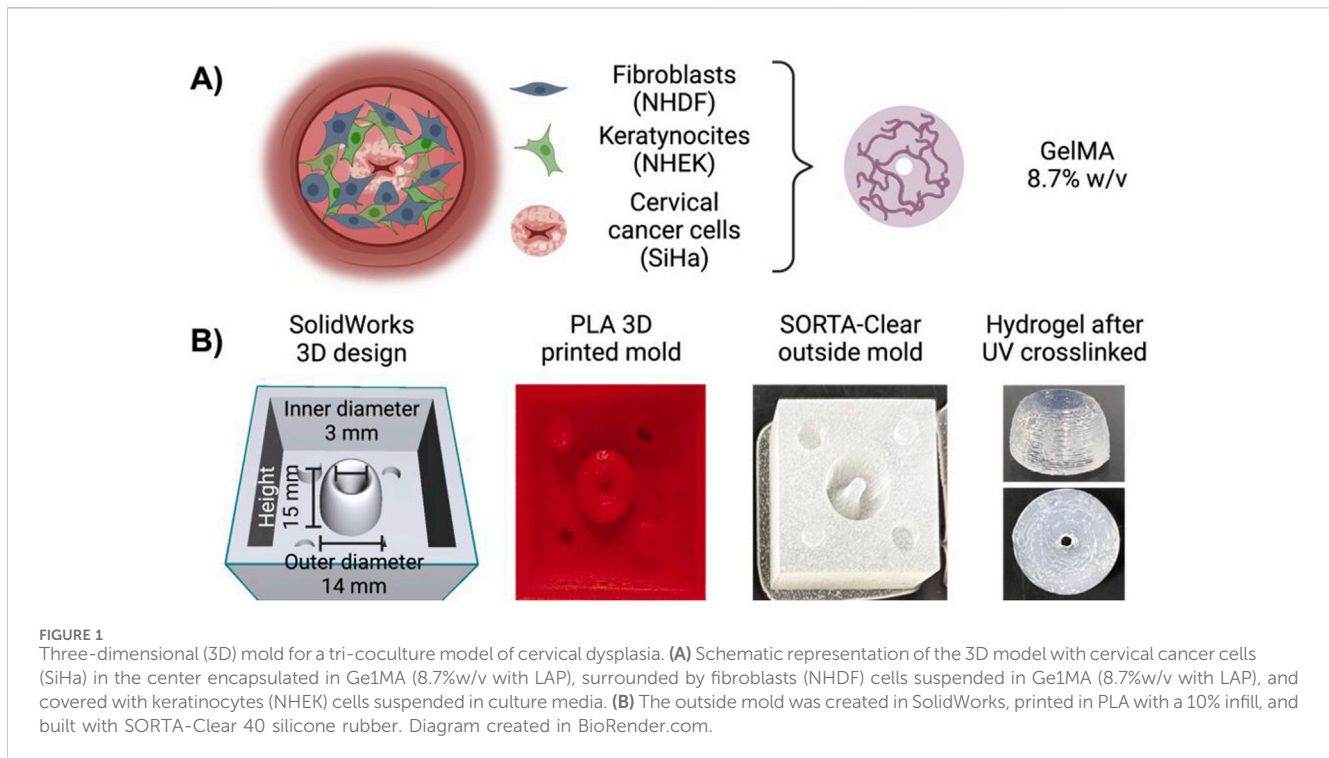 A)
Fibroblasts
(NHDF)
Keratynocites
(NHEK)
Cervical
cancer cells
(SiHa)
GelMA
8.7% w/v
B)
SolidWorks
3D design
PLA 3D
printed mold
SORTA-Clear
outside mold
Hydrogel after
UV crosslinked
Inner diameter
3 mm
Height
15 mm
Outer diameter
14 mm
FIGURE 1
Three-dimensional (3D) mold for a tri-coculture model of cervical dysplasia. (A) Schematic representation of the 3D model with cervical cancer cells
(SiHa) in the center encapsulated in Ge1MA (8.7%w/v with LAP), surrounded by fibroblasts (NHDF) cells suspended in Ge1MA (8.7%w/v with LAP), and
covered with keratinocytes (NHEK) cells suspended in culture media. (B) The outside mold was created in SolidWorks, printed in PLA with a 10% infill, and
built with SORTA-Clear 40 silicone rubber. Diagram created in BioRender.com.